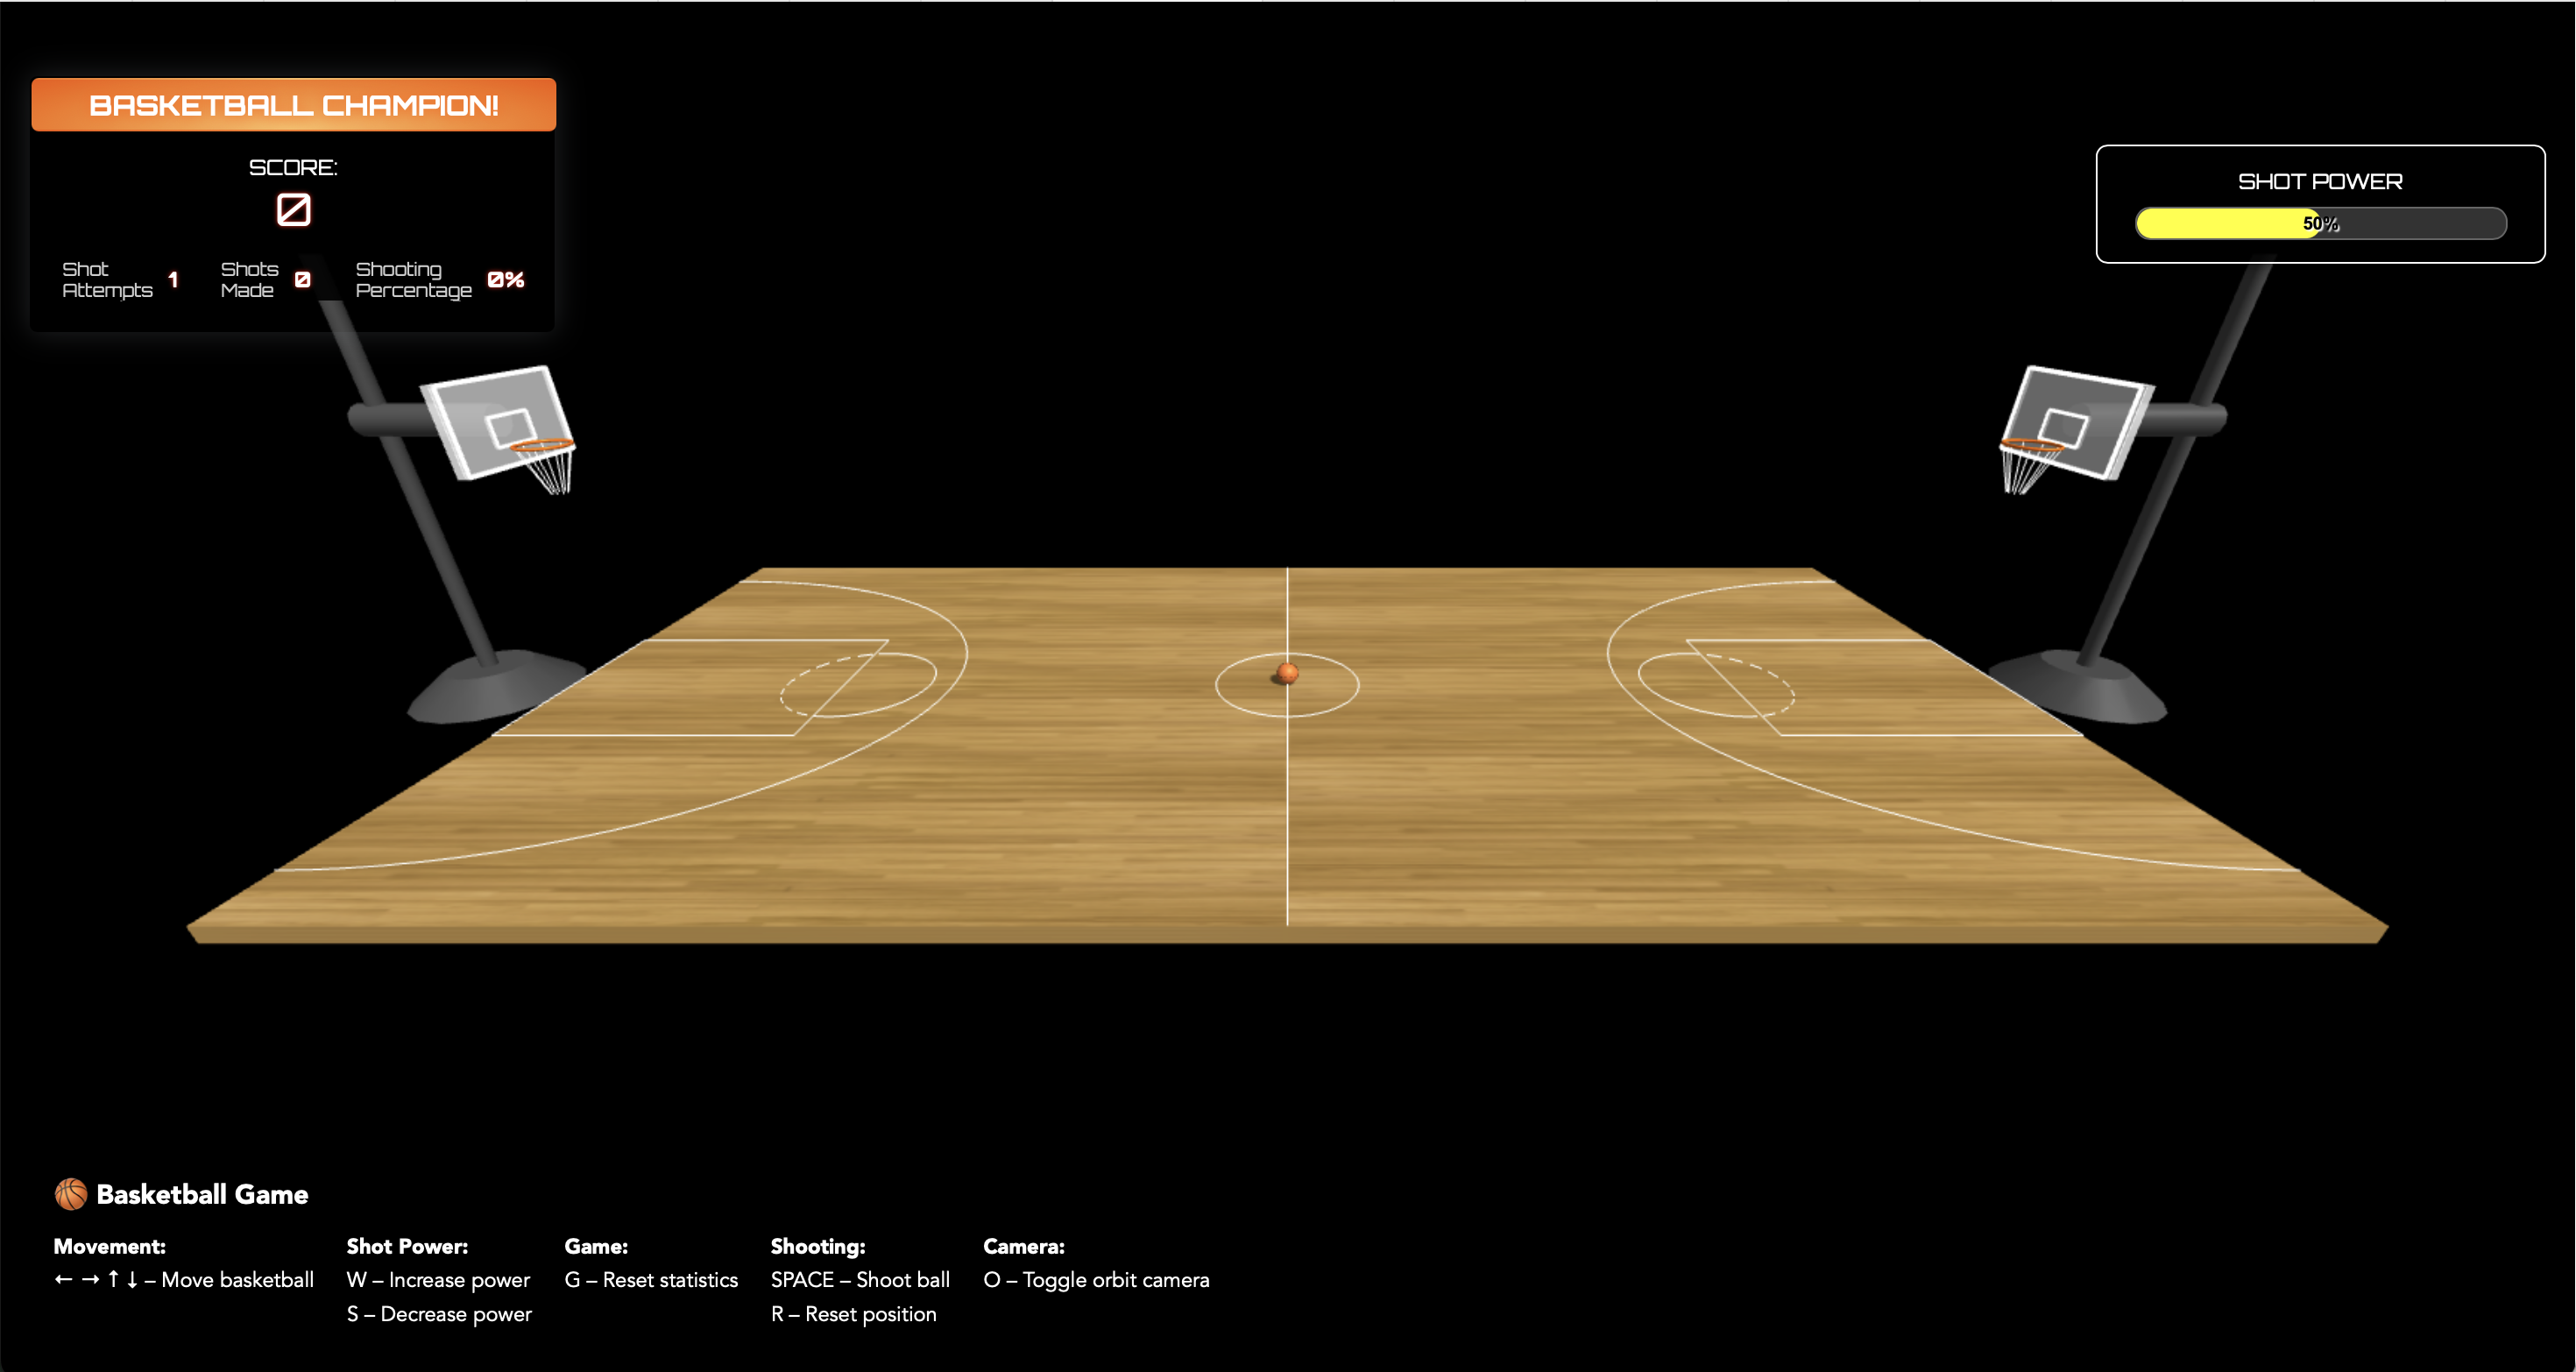 BASKETBALL CHAMPION!
SCORE:
0
Shot
Attempts 1
Shots
Made 0
Shooting
Percentage 0%
SHOT POWER
50%
🏀 Basketball Game
Movement:
← → ↑ ↓ – Move basketball
Shot Power:
W – Increase power
S – Decrease power
Game:
G – Reset statistics
Shooting:
SPACE – Shoot ball
R – Reset position
Camera:
O – Toggle orbit camera